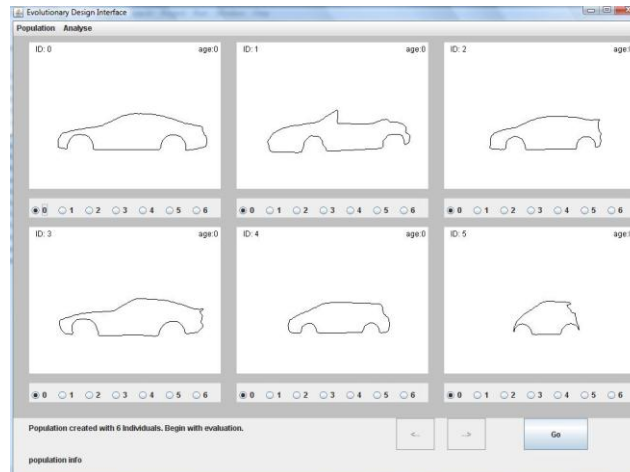 Evolutionary Design Interface
Population Analyse
ID: 0 age:0
ID: 1 age:0
ID: 2 age:
0 1 2 3 4 5 6
0 1 2 3 4 5 6
0 1 2 3 4 5 6
ID: 3 age:0
ID: 4 age:0
ID: 5 age:
0 1 2 3 4 5 6
0 1 2 3 4 5 6
0 1 2 3 4 5 6
Population created with 6 Individuals. Begin with evaluation.
<.. ..> Go
population info